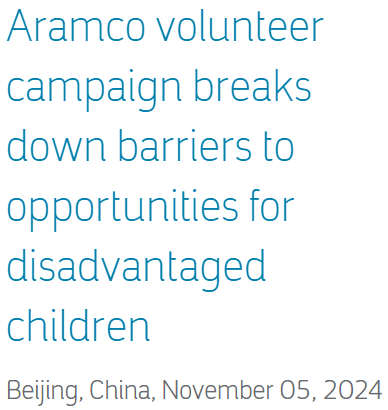 Aramco volunteer
campaign breaks
down barriers to
opportunities for
disadvantaged
children
Beijing, China, November 05, 2024